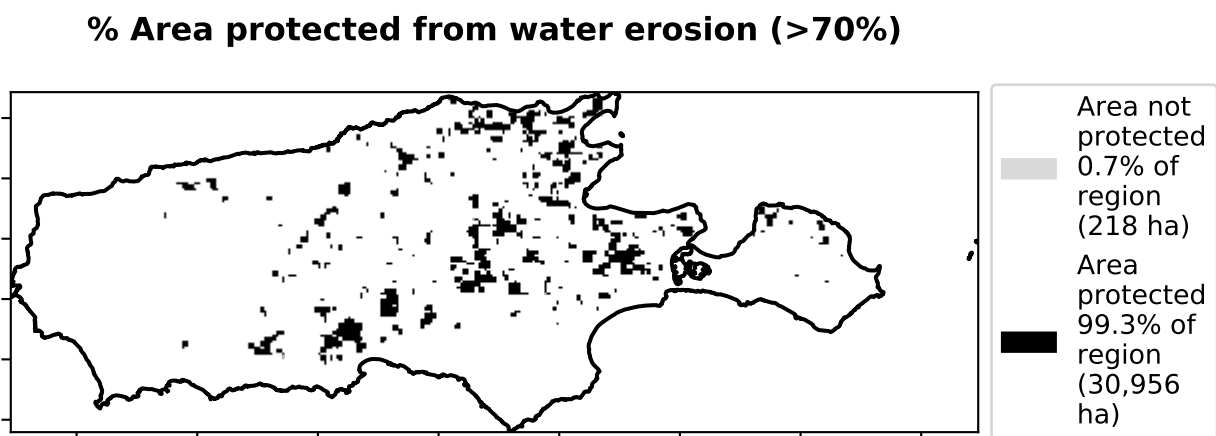 % Area protected from water erosion (>70%)
Area not
protected
0.7% of
region
(218 ha)
Area
protected
99.3% of
region
(30,956
ha)